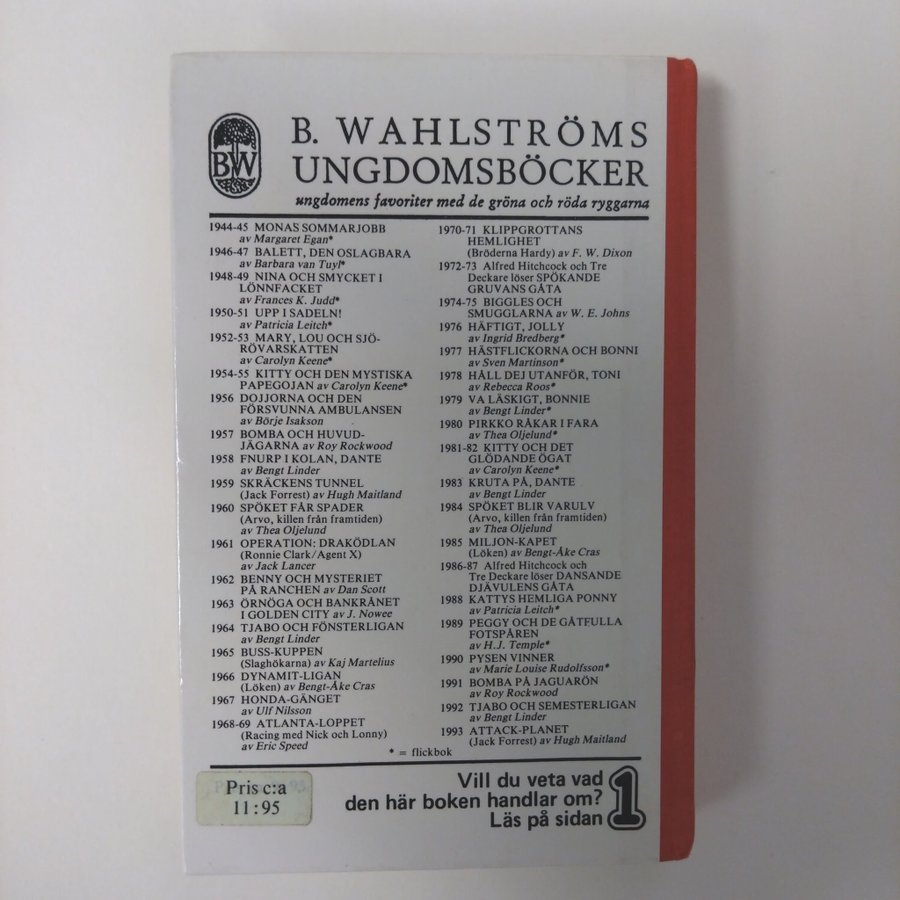 BW
B. WAHLSTRÖMS
UNGDOMSBÖCKER
ungdomens favoriter med de gröna och röda ryggarna
1944-45 MONAS SOMMARJOBB
av Margaret Egan*
1946-47 BALETT, DEN OSLAGBARA
av Barbara van Tuyl*
1948-49 NINA OCH SMYCKET I
LÖNNFACKET
av Frances K. Judd*
1950-51 UPP I SADELN!
av Patricia Leitch*
1952-53 MARY, LOU OCH SJÖ-
RÖVARSKATTEN
av Carolyn Keene*
1954-55 KITTY OCH DEN MYSTISKA
PAPEGOJAN av Carolyn Keene*
1956 DOJJORNA OCH DEN
FÖRSVUNNA AMBULANSEN
av Börje Isakson
1957 BOMBA OCH HUVUD-
JÄGARNA av Roy Rockwood
1958 FNURP I KOLAN, DANTE
av Bengt Linder
1959 SKRÄCKENS TUNNEL
(Jack Forrest) av Hugh Maitland
1960 SPÖKET FÅR SPADER
(Arvo, killen från framtiden)
av Thea Oljelund
1961 OPERATION: DRAKÖDLAN
(Ronnie Clark/Agent X)
av Jack Lancer
1962 BENNY OCH MYSTERIET
PÅ RANCHEN av Dan Scott
1963 ÖRNÖGA OCH BANKRÅNET
I GOLDEN CITY av J. Nowee
1964 TJABO OCH FÖNSTERLIGAN
av Bengt Linder
1965 BUSS-KUPPEN
(Slaghökarna) av Kaj Martelius
1966 DYNAMIT-LIGAN
(Löken) av Bengt-Åke Cras
1967 HONDA-GÄNGET
av Ulf Nilsson
1968-69 ATLANTA-LOPPET
(Racing med Nick och Lonny)
av Eric Speed
1970-71 KLIPPGROTTANS
HEMLIGHET
(Bröderna Hardy) av F. W. Dixon
1972-73 Alfred Hitchcock och Tre
Deckare löser SPÖKANDE
GRUVANS GÅTA
1974-75 BIGGLES OCH
SMUGGLARNA av W. E. Johns
1976 HÄFTIGT, JOLLY
av Ingrid Bredberg*
1977 HÄSTFLICKORNA OCH BONNI
av Sven Martinson*
1978 HÅLL DEJ UTANFÖR, TONI
av Rebecca Roos*
1979 VA LÄSKIGT, BONNIE
av Bengt Linder*
1980 PIRKKO RÅKAR I FARA
av Thea Oljelund*
1981-82 KITTY OCH DET
GLÖDANDE ÖGAT
av Carolyn Keene*
1983 KRUTA PÅ, DANTE
av Bengt Linder
1984 SPÖKET BLIR VARULV
(Arvo, killen från framtiden)
av Thea Oljelund
1985 MILJON-KAPET
(Löken) av Bengt-Åke Cras
1986-87 Alfred Hitchcock och
Tre Deckare löser DANSANDE
DJÄVULENS GÅTA
1988 KATTYS HEMLIGA PONNY
av Patricia Leitch*
1989 PEGGY OCH DE GÅTFULLA
FOTSPÅREN
av H.J. Temple*
1990 PYSEN VINNER
av Marie Louise Rudolfsson*
1991 BOMBA PÅ JAGUARÖN
av Roy Rockwood
1992 TJABO OCH SEMESTERLIGAN
av Bengt Linder
1993 ATTACK-PLANET
(Jack Forrest) av Hugh Maitland
* = flickbok
Pris c:a
11:95
Vill du veta vad
den här boken handlar om?
Läs på sidan 1